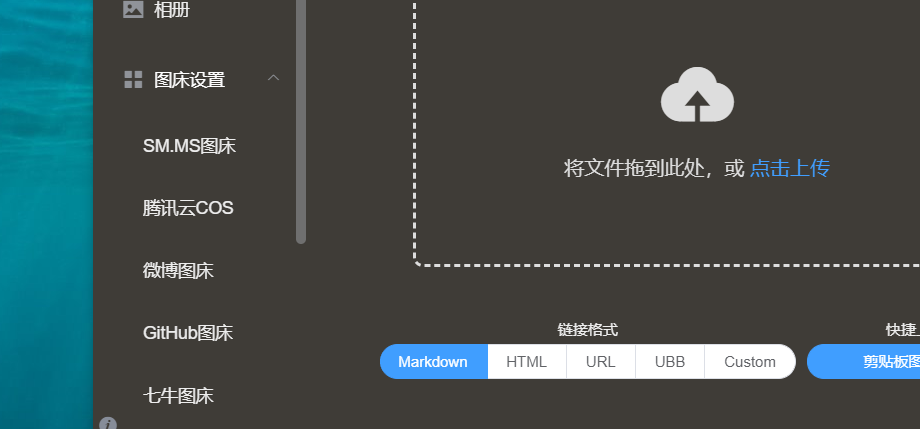 相册
图床设置
SM.MS图床
腾讯云COS
微博图床
GitHub图床
七牛图床
将文件拖到此处，或 点击上传
链接格式
Markdown HTML URL UBB Custom
快捷
剪贴板图